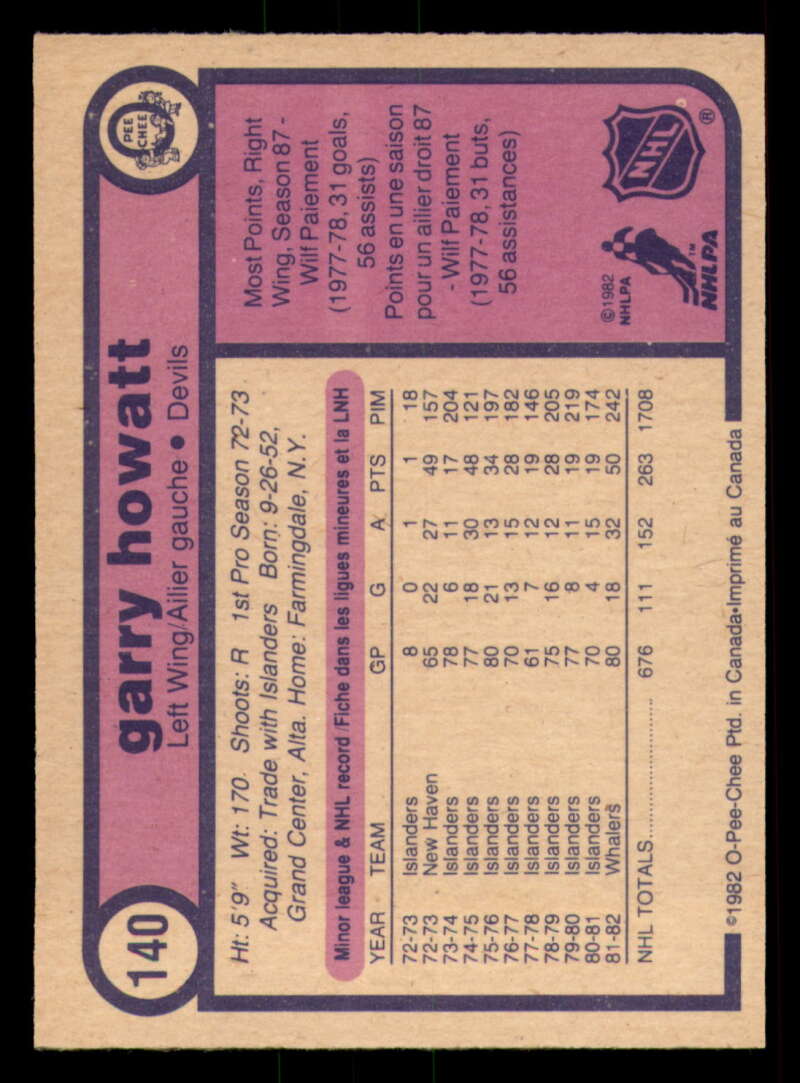 140
garry howatt
Left Wing/Ailier gauche • Devils
O PEE CHEE
Ht: 5'9" Wt: 170 Shoots: R 1st Pro Season 72-73
Acquired: Trade with Islanders Born: 9-26-52,
Grand Center, Alta. Home: Farmingdale, N.Y.
Minor league & NHL record/Fiche dans les ligues mineures et la LNH
YEAR TEAM GP G A PTS PIM
72-73 Islanders 8 0 1 1 18
72-73 New Haven 65 22 27 49 157
73-74 Islanders 78 6 11 17 204
74-75 Islanders 77 18 30 48 121
75-76 Islanders 80 21 13 34 197
76-77 Islanders 70 13 15 28 182
77-78 Islanders 61 7 12 19 146
78-79 Islanders 75 16 12 28 205
79-80 Islanders 77 8 11 19 219
80-81 Islanders 70 4 15 19 174
81-82 Whalers 80 18 32 50 242
NHL TOTALS 676 111 152 263 1708
Most Points, Right
Wing, Season 87 -
Wilf Paiement
(1977-78, 31 goals,
56 assists)
Points en une saison
pour un ailier droit 87
- Wilf Paiement
(1977-78, 31 buts,
56 assistances)
©1982
NHLPA
NHLPA™
NHL®
©1982 O-Pee-Chee Ptd. in Canada•Imprimé au Canada